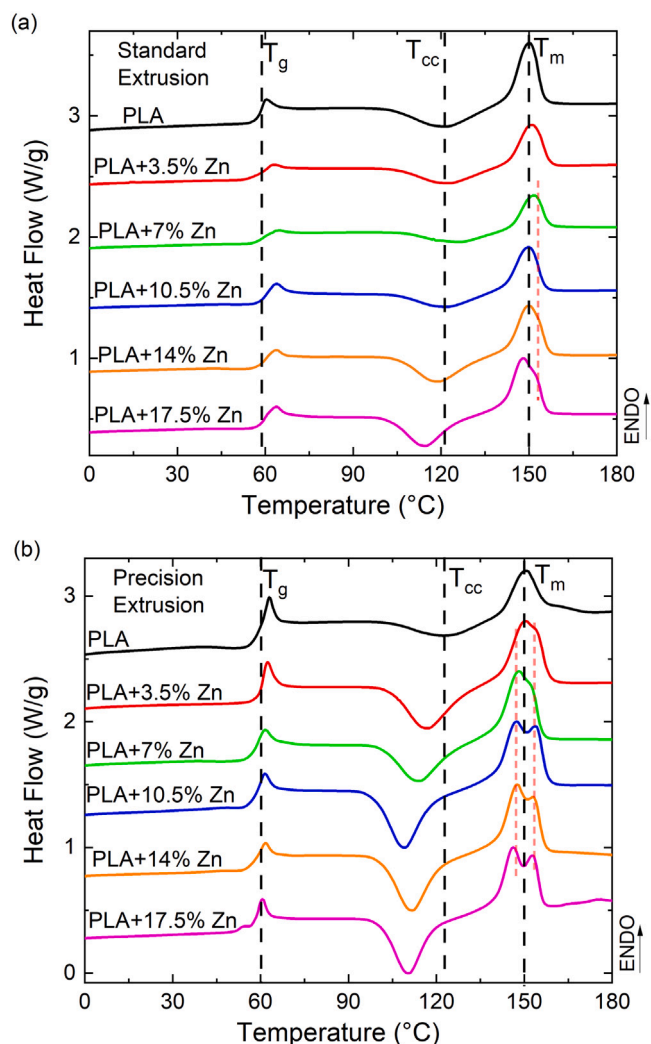 (a)
Standard
Extrusion
T_g
T_cc
T_m
PLA
PLA+3.5% Zn
PLA+7% Zn
PLA+10.5% Zn
PLA+14% Zn
PLA+17.5% Zn
3
2
1
Heat Flow (W/g)
ENDO
0 30 60 90 120 150 180
Temperature (°C)
(b)
Precision
Extrusion
T_g
T_cc
T_m
PLA
PLA+3.5% Zn
PLA+7% Zn
PLA+10.5% Zn
PLA+14% Zn
PLA+17.5% Zn
3
2
1
0
Heat Flow (W/g)
ENDO
0 30 60 90 120 150 180
Temperature (°C)